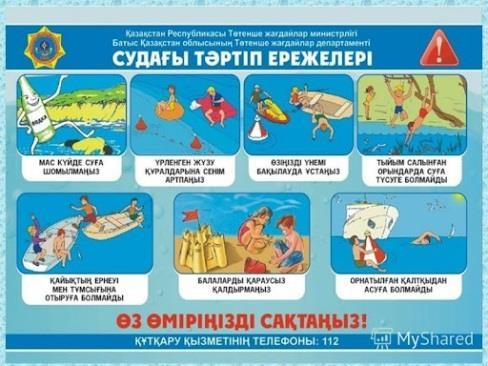 Қазақстан Республикасы Төтенше жағдайлар министрлігі
Батыс Қазақстан облысының Төтенше жағдайлар департаменті
СУДАҒЫ ТӘРТІП ЕРЕЖЕЛЕРІ
ВОДКА
МАС КҮЙДЕ СУҒА
ШОМЫЛМАҢЫЗ
ҮРЛЕНГЕН ЖҮЗУ
ҚҰРАЛДАРЫНА СЕНІМ
АРТПАҢЫЗ
ӨЗІҢІЗДІ ҮНЕМІ
БАҚЫЛАУДА ҰСТАҢЫЗ
ТЫЙЫМ САЛЫНҒАН
ОРЫНДАРДА СУҒА
ТҮСУГЕ БОЛМАЙДЫ
ҚАЙЫҚТЫҢ ЕРНЕУІ
МЕН ТҰМСЫҒЫНА
ОТЫРУҒА БОЛМАЙДЫ
БАЛАЛАРДЫ ҚАРАУСЫЗ
ҚАЛДЫРМАҢЫЗ
ОРНАТЫЛҒАН ҚАЛТҚЫДАН
АСУҒА БОЛМАЙДЫ
ӨЗ ӨМІРІҢІЗДІ САҚТАҢЫЗ!
ҚҰТҚАРУ ҚЫЗМЕТІНІҢ ТЕЛЕФОНЫ: 112
MyShared